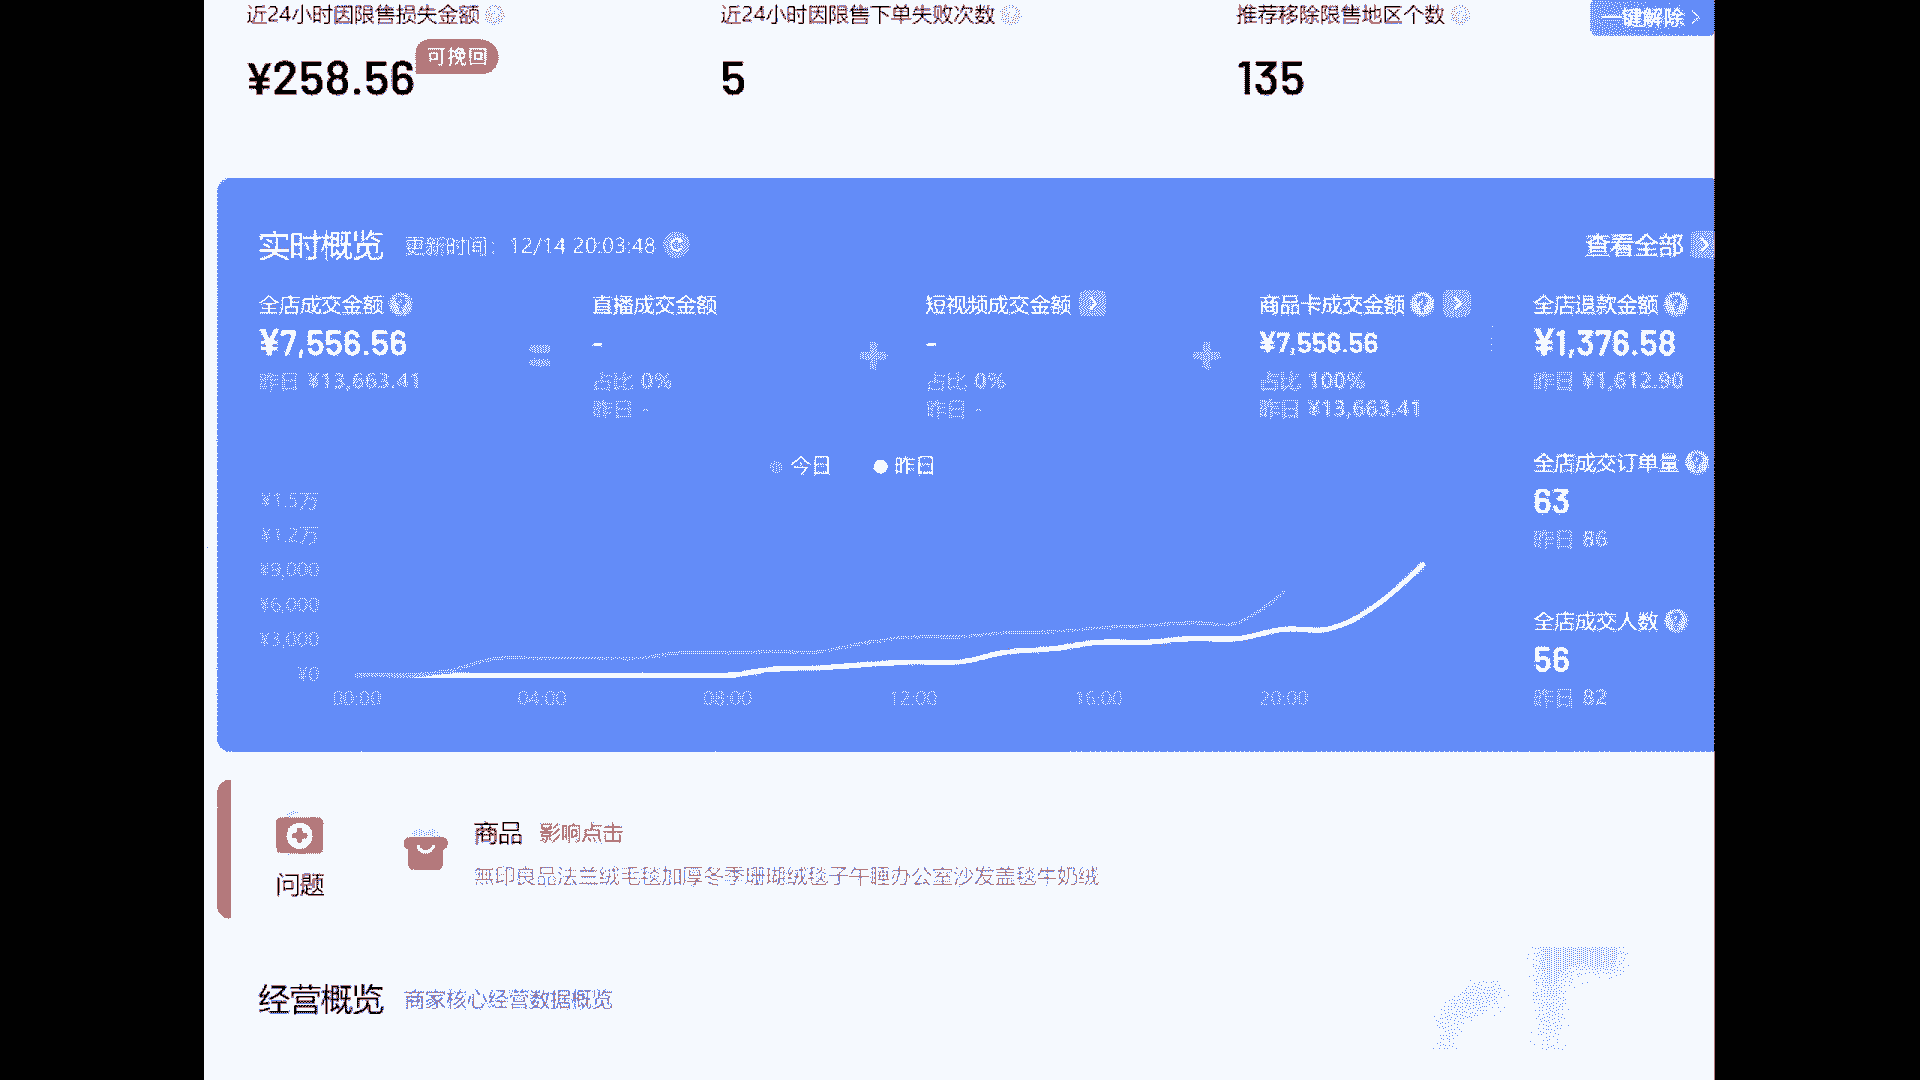 近24小时因限售损失金额
近24小时因限售下单失败次数
推荐移除限售地区个数
一键解除 >
¥258.56
可挽回
5
135
实时概览
更新时间：12/14 20:03:48
查看全部 >
全店成交金额
直播成交金额
短视频成交金额
商品卡成交金额
全店退款金额
¥7,556.56
=
-
+
-
+
¥7,556.56
¥1,376.58
昨日 ¥13,663.41
占比 0%
占比 0%
占比 100%
昨日 ¥1,612.90
昨日 -
昨日 -
昨日 ¥13,663.41
今日
昨日
全店成交订单量
63
昨日 86
¥1.5万
¥1.2万
¥9,000
¥6,000
¥3,000
¥0
00:00
04:00
08:00
12:00
16:00
20:00
全店成交人数
56
昨日 82
问题
商品 影响点击
無印良品法兰绒毛毯加厚冬季珊瑚绒毯子午睡办公室沙发盖毯牛奶绒
经营概览
商家核心经营数据概览